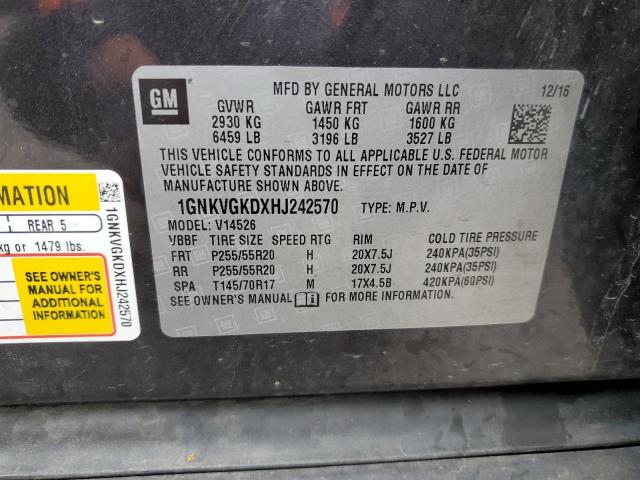 GM
MFD BY GENERAL MOTORS LLC 12/16
GVWR GAWR FRT GAWR RR
2930 KG 1450 KG 1600 KG
6459 LB 3196 LB 3527 LB
THIS VEHICLE CONFORMS TO ALL APPLICABLE U.S. FEDERAL MOTOR
VEHICLE SAFETY STANDARDS IN EFFECT ON THE DATE OF
MANUFACTURE SHOWN ABOVE.
1GNKVGKDXHJ242570 TYPE: M.P.V.
MODEL: V14526
VBBF TIRE SIZE SPEED RTG RIM COLD TIRE PRESSURE
FRT P255/55R20 H 20X7.5J 240KPA(35PSI)
RR P255/55R20 H 20X7.5J 240KPA(35PSI)
SPA T145/70R17 M 17X4.5B 420KPA(60PSI)
SEE OWNER'S MANUAL FOR MORE INFORMATION.
MATION
REAR 5
kg or 1479 lbs.
SEE OWNER'S
MANUAL FOR
ADDITIONAL
INFORMATION
1GNKVGKDXHJ242570